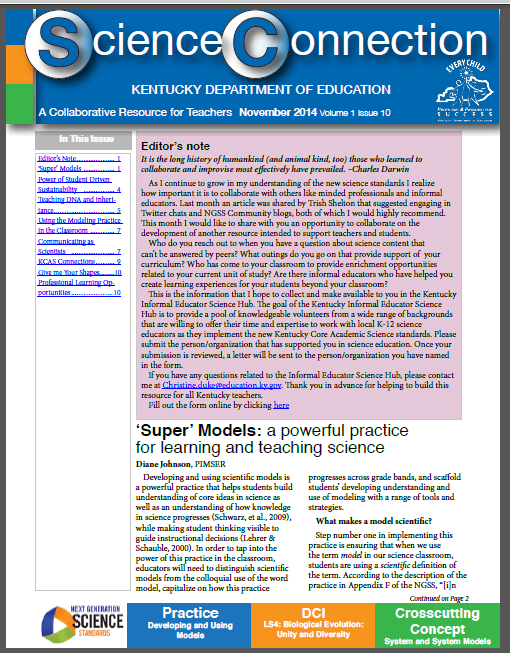 Science Connection
KENTUCKY DEPARTMENT OF EDUCATION
A Collaborative Resource for Teachers November 2014 Volume 1 Issue 10
EVERY CHILD
SUCCESS
In This Issue
Editor's Note................. 1
'Super' Models ............... 1
Power of Student Driven
Sustainability ............... 4
Teaching DNA and Inheri-
tance........................... 5
Using the Modeling Practice
in the Classroom ........... 7
Communicating as
Scientists ..................... 7
KCAS Connections.......... 9
Give Me Your Shapes.......10
Professional Learning Op-
portunities ...................10
Editor's note
It is the long history of humankind (and animal kind, too) those who learned to
collaborate and improvise most effectively have prevailed. ~Charles Darwin
As I continue to grow in my understanding of the new science standards I realize
how important it is to collaborate with others like minded professionals and informal
educators. Last month an article was shared by Trish Shelton that suggested engaging in
Twitter chats and NGSS Community blogs, both of which I would highly recommend.
This month I would like to share with you an opportunity to collaborate on the
development of another resource intended to support teachers and students.
Who do you reach out to when you have a question about science content that
can't be answered by peers? What outings do you go on that provide support of your
curriculum? Who has come to your classroom to provide enrichment opportunities
related to your current unit of study? Are there informal educators who have helped you
create learning experiences for your students beyond your classroom?
This is the information that I hope to collect and make available to you in the Kentucky
Informal Educator Science Hub. The goal of the Kentucky Informal Educator Science
Hub is to provide a pool of knowledgeable volunteers from a wide range of backgrounds
that are willing to offer their time and expertise to work with local K-12 science
educators as they implement the new Kentucky Core Academic Science standards. Please
submit the person/organization that has supported you in science education. Once your
submission is reviewed, a letter will be sent to the person/organization you have named
in the form.
If you have any questions related to the Informal Educator Science Hub, please contact
me at Christine.duke@education.ky.gov. Thank you in advance for helping to build this
resource for all Kentucky teachers.
Fill out the form online by clicking here
'Super' Models: a powerful practice
for learning and teaching science
Diane Johnson, PIMSER
Developing and using scientific models is
a powerful practice that helps students build
understanding of core ideas in science as
well as an understanding of how knowledge
in science progresses (Schwarz, et al., 2009),
while making student thinking visible to
guide instructional decisions (Lehrer &
Schauble, 2000). In order to tap into the
power of this practice in the classroom,
educators will need to distinguish scientific
models from the colloquial use of the word
model, capitalize on how this practice
progresses across grade bands, and scaffold
students' developing understanding and
use of modeling with a range of tools and
strategies.
What makes a model scientific?
Step number one in implementing this
practice is ensuring that when we use
the term model in our science classroom,
students are using a scientific definition of
the term. According to the description of the
practice in Appendix F of the NGSS, "[i]n
Continued on Page 2
NEXT GENERATION
SCIENCE
STANDARDS
Practice
Developing and Using
Models
DCI
LS4: Biological Evolution:
Unity and Diversity
Crosscutting
Concept
System and System Models